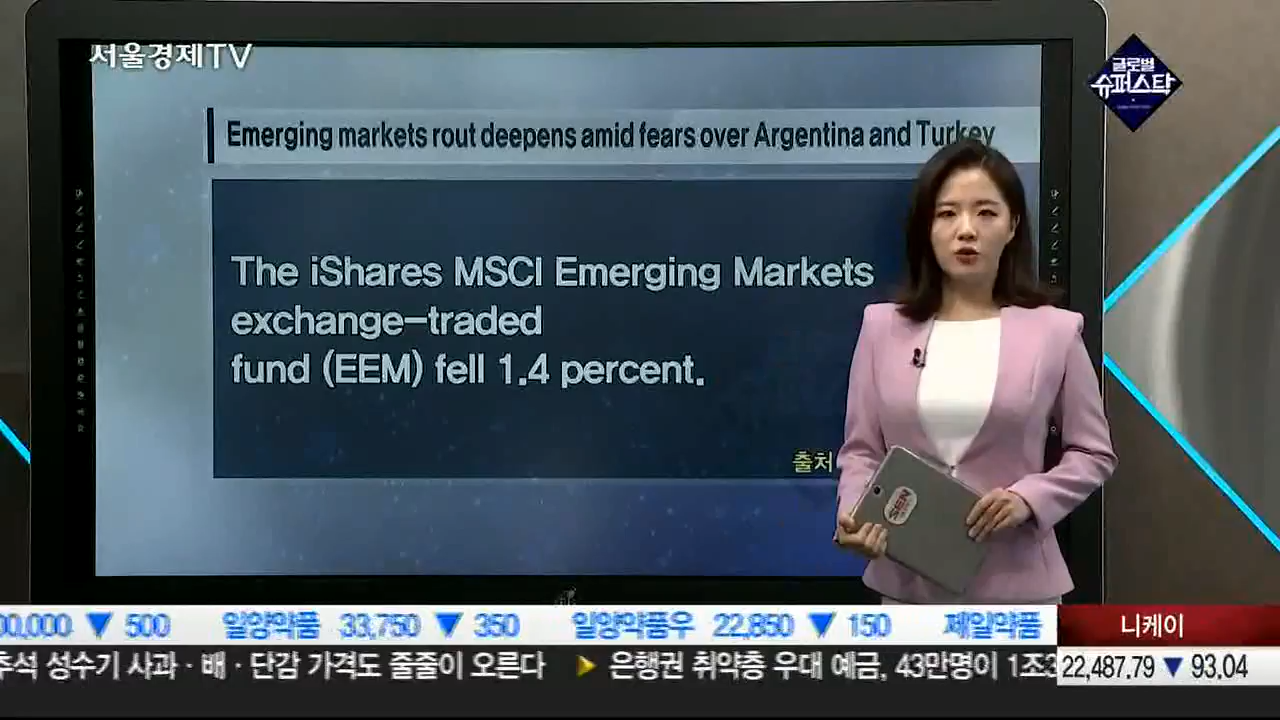 서울경제TV
글로벌
슈퍼스탁
Emerging markets rout deepens amid fears over Argentina and Turkey
The iShares MSCI Emerging Markets
exchange-traded
fund (EEM) fell 1.4 percent.
출처
SEN
00,000 ▼ 500 일양약품 33,750 ▼ 350 일양약품우 22,850 ▼ 150 제일약품
니케이
추석 성수기 사과·배·단감 가격도 줄줄이 오른다 ▶ 은행권 취약층 우대 예금, 43만명이 1조3
22,487.79 ▼ 93.04